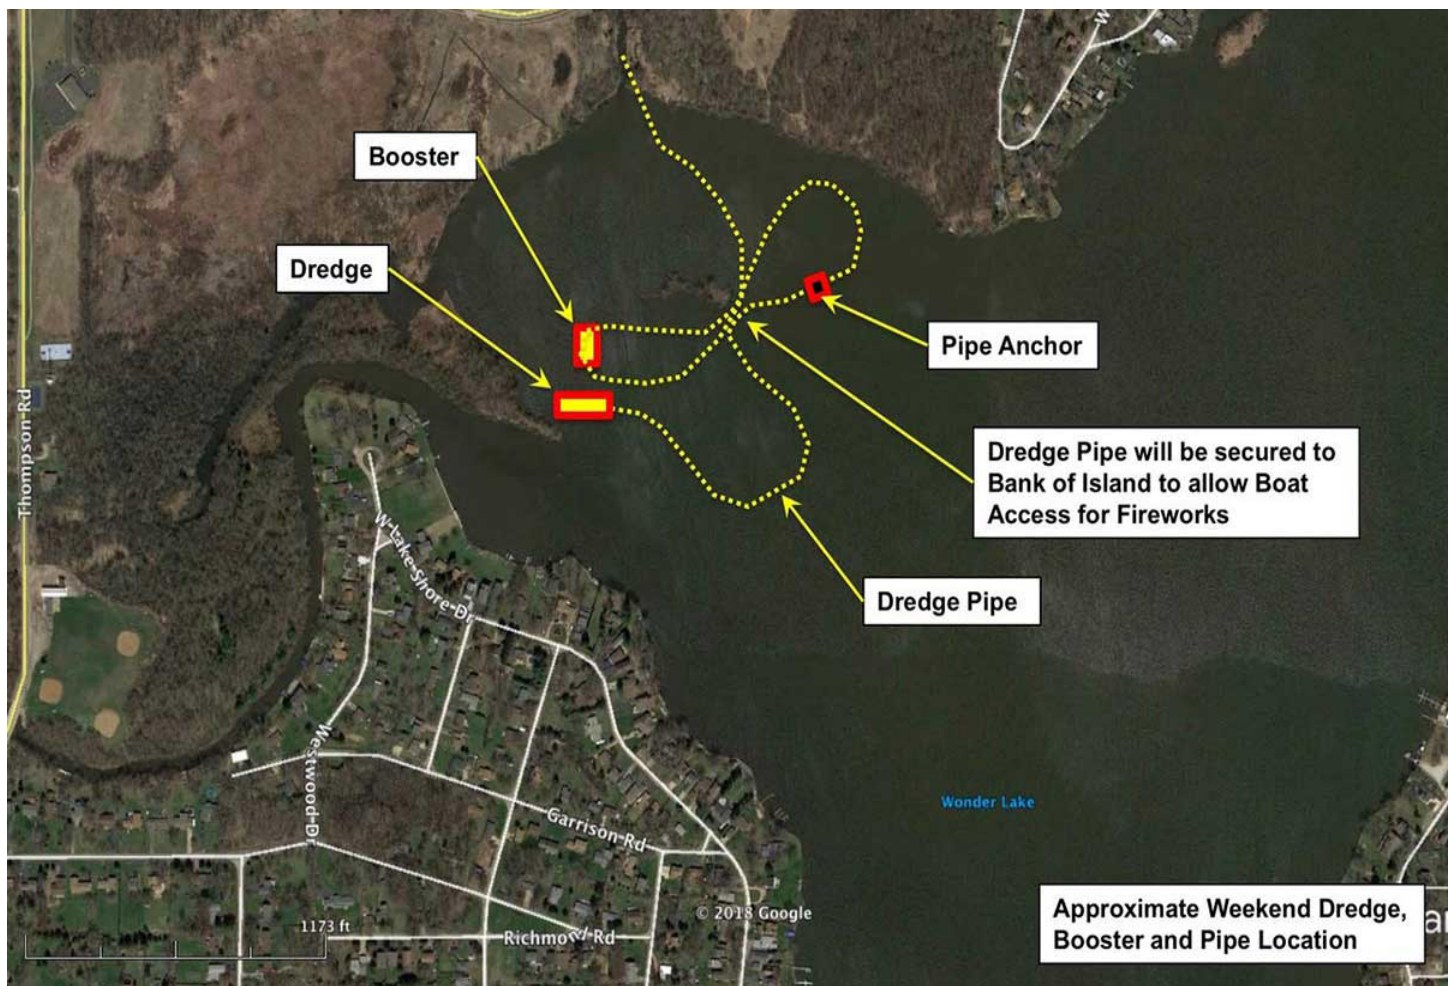 W
Booster
Dredge
Pipe Anchor
Thompson Rd
Dredge Pipe will be secured to
Bank of Island to allow Boat
Access for Fireworks
W Lake Shore Dr
Dredge Pipe
Westwood Dr
Wonder Lake
Garrison Rd
Approximate Weekend Dredge,
Booster and Pipe Location
© 2018 Google
1173 ft
Richmond Rd